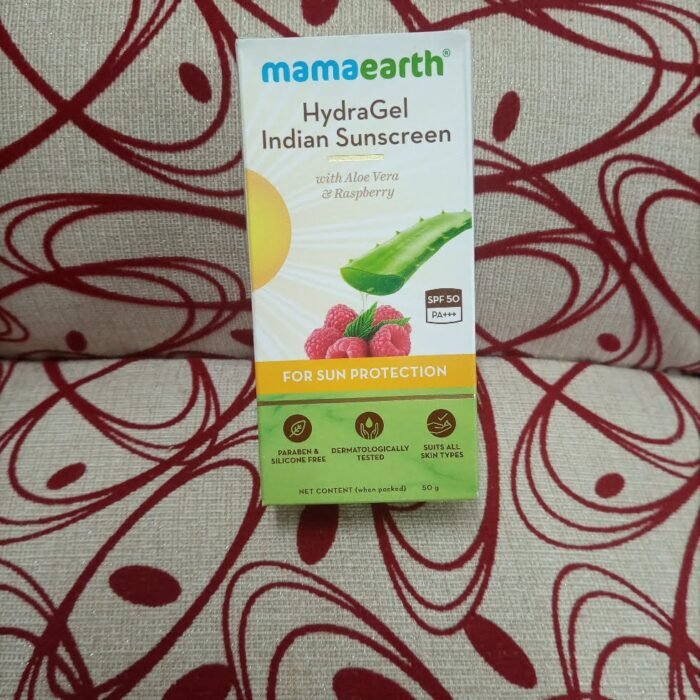 mamaearth®
HydraGel
Indian Sunscreen
with Aloe Vera
& Raspberry
SPF 50
PA+++
FOR SUN PROTECTION
PARABEN &
SILICONE FREE
DERMATOLOGICALLY
TESTED
SUITS ALL
SKIN TYPES
NET CONTENT (when packed) 50 g